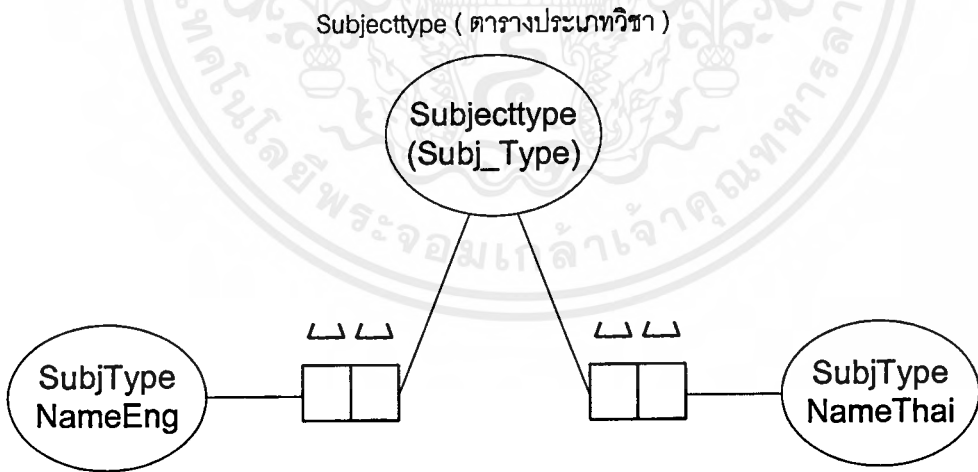 Subjecttype ( ตารางประเภทวิชา )
Subjecttype
(Subj_Type)
SubjType
NameEng
SubjType
NameThai